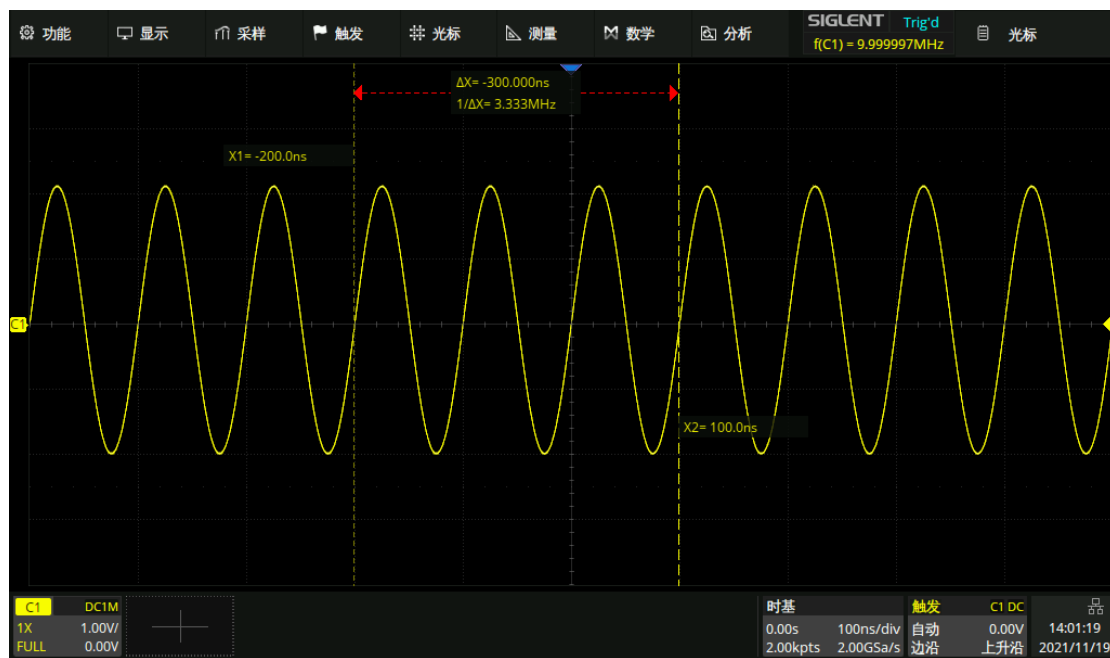 功能 显示 采样 触发 光标 测量 数学 分析
SIGLENT Trig'd
f(C1) = 9.999997MHz
光标
ΔX= -300.000ns
1/ΔX= 3.333MHz
X1= -200.0ns
C1
X2= 100.0ns
C1 DC1M
1X 1.00V/
FULL 0.00V
时基
0.00s 100ns/div
2.00kpts 2.00GSa/s
触发 C1 DC
自动 0.00V
边沿 上升沿
14:01:19
2021/11/19